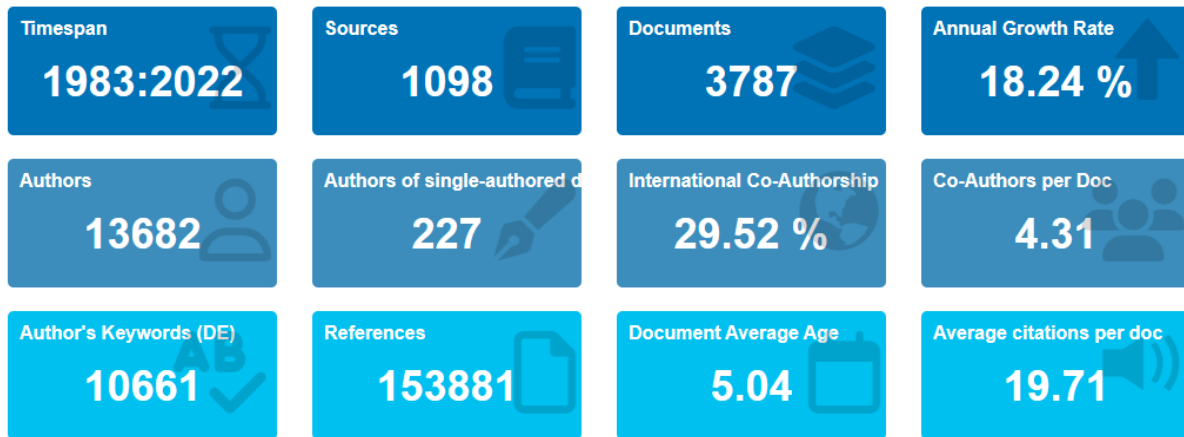 Timespan
1983:2022
Sources
1098
Documents
3787
Annual Growth Rate
18.24 %
Authors
13682
Authors of single-authored d
227
International Co-Authorship
29.52 %
Co-Authors per Doc
4.31
Author's Keywords (DE)
10661
References
153881
Document Average Age
5.04
Average citations per doc
19.71
AB